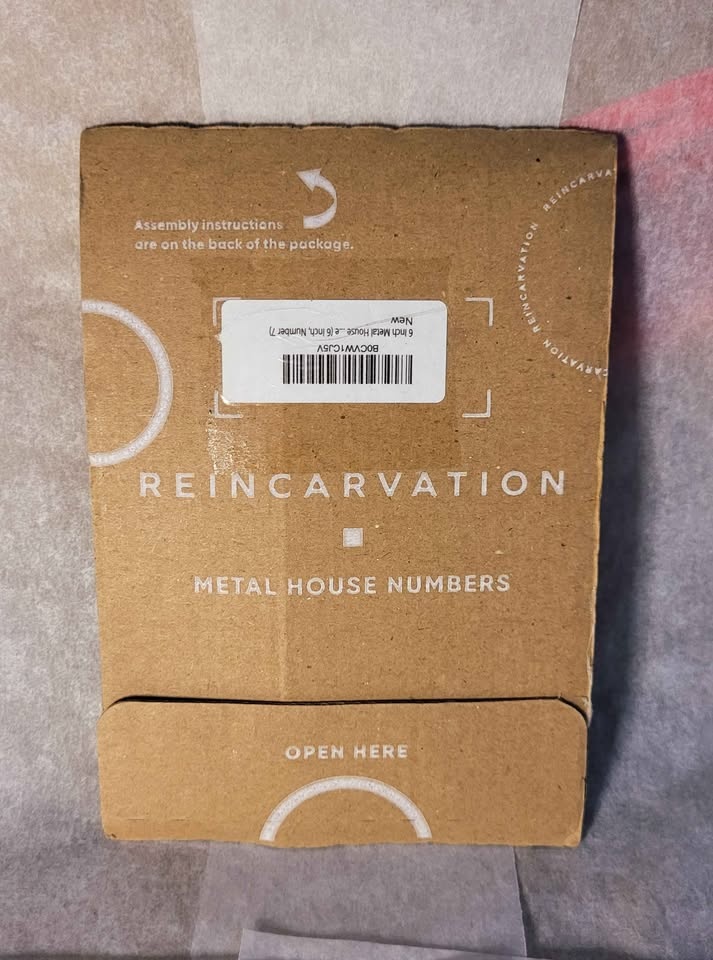 Assembly instructions
are on the back of the package.
REINCARVATION REINCARVATION
B0CVW1CJ5V
6 Inch Metal House ...e (6 Inch, Number 7)
New
REINCARVATION
METAL HOUSE NUMBERS
OPEN HERE